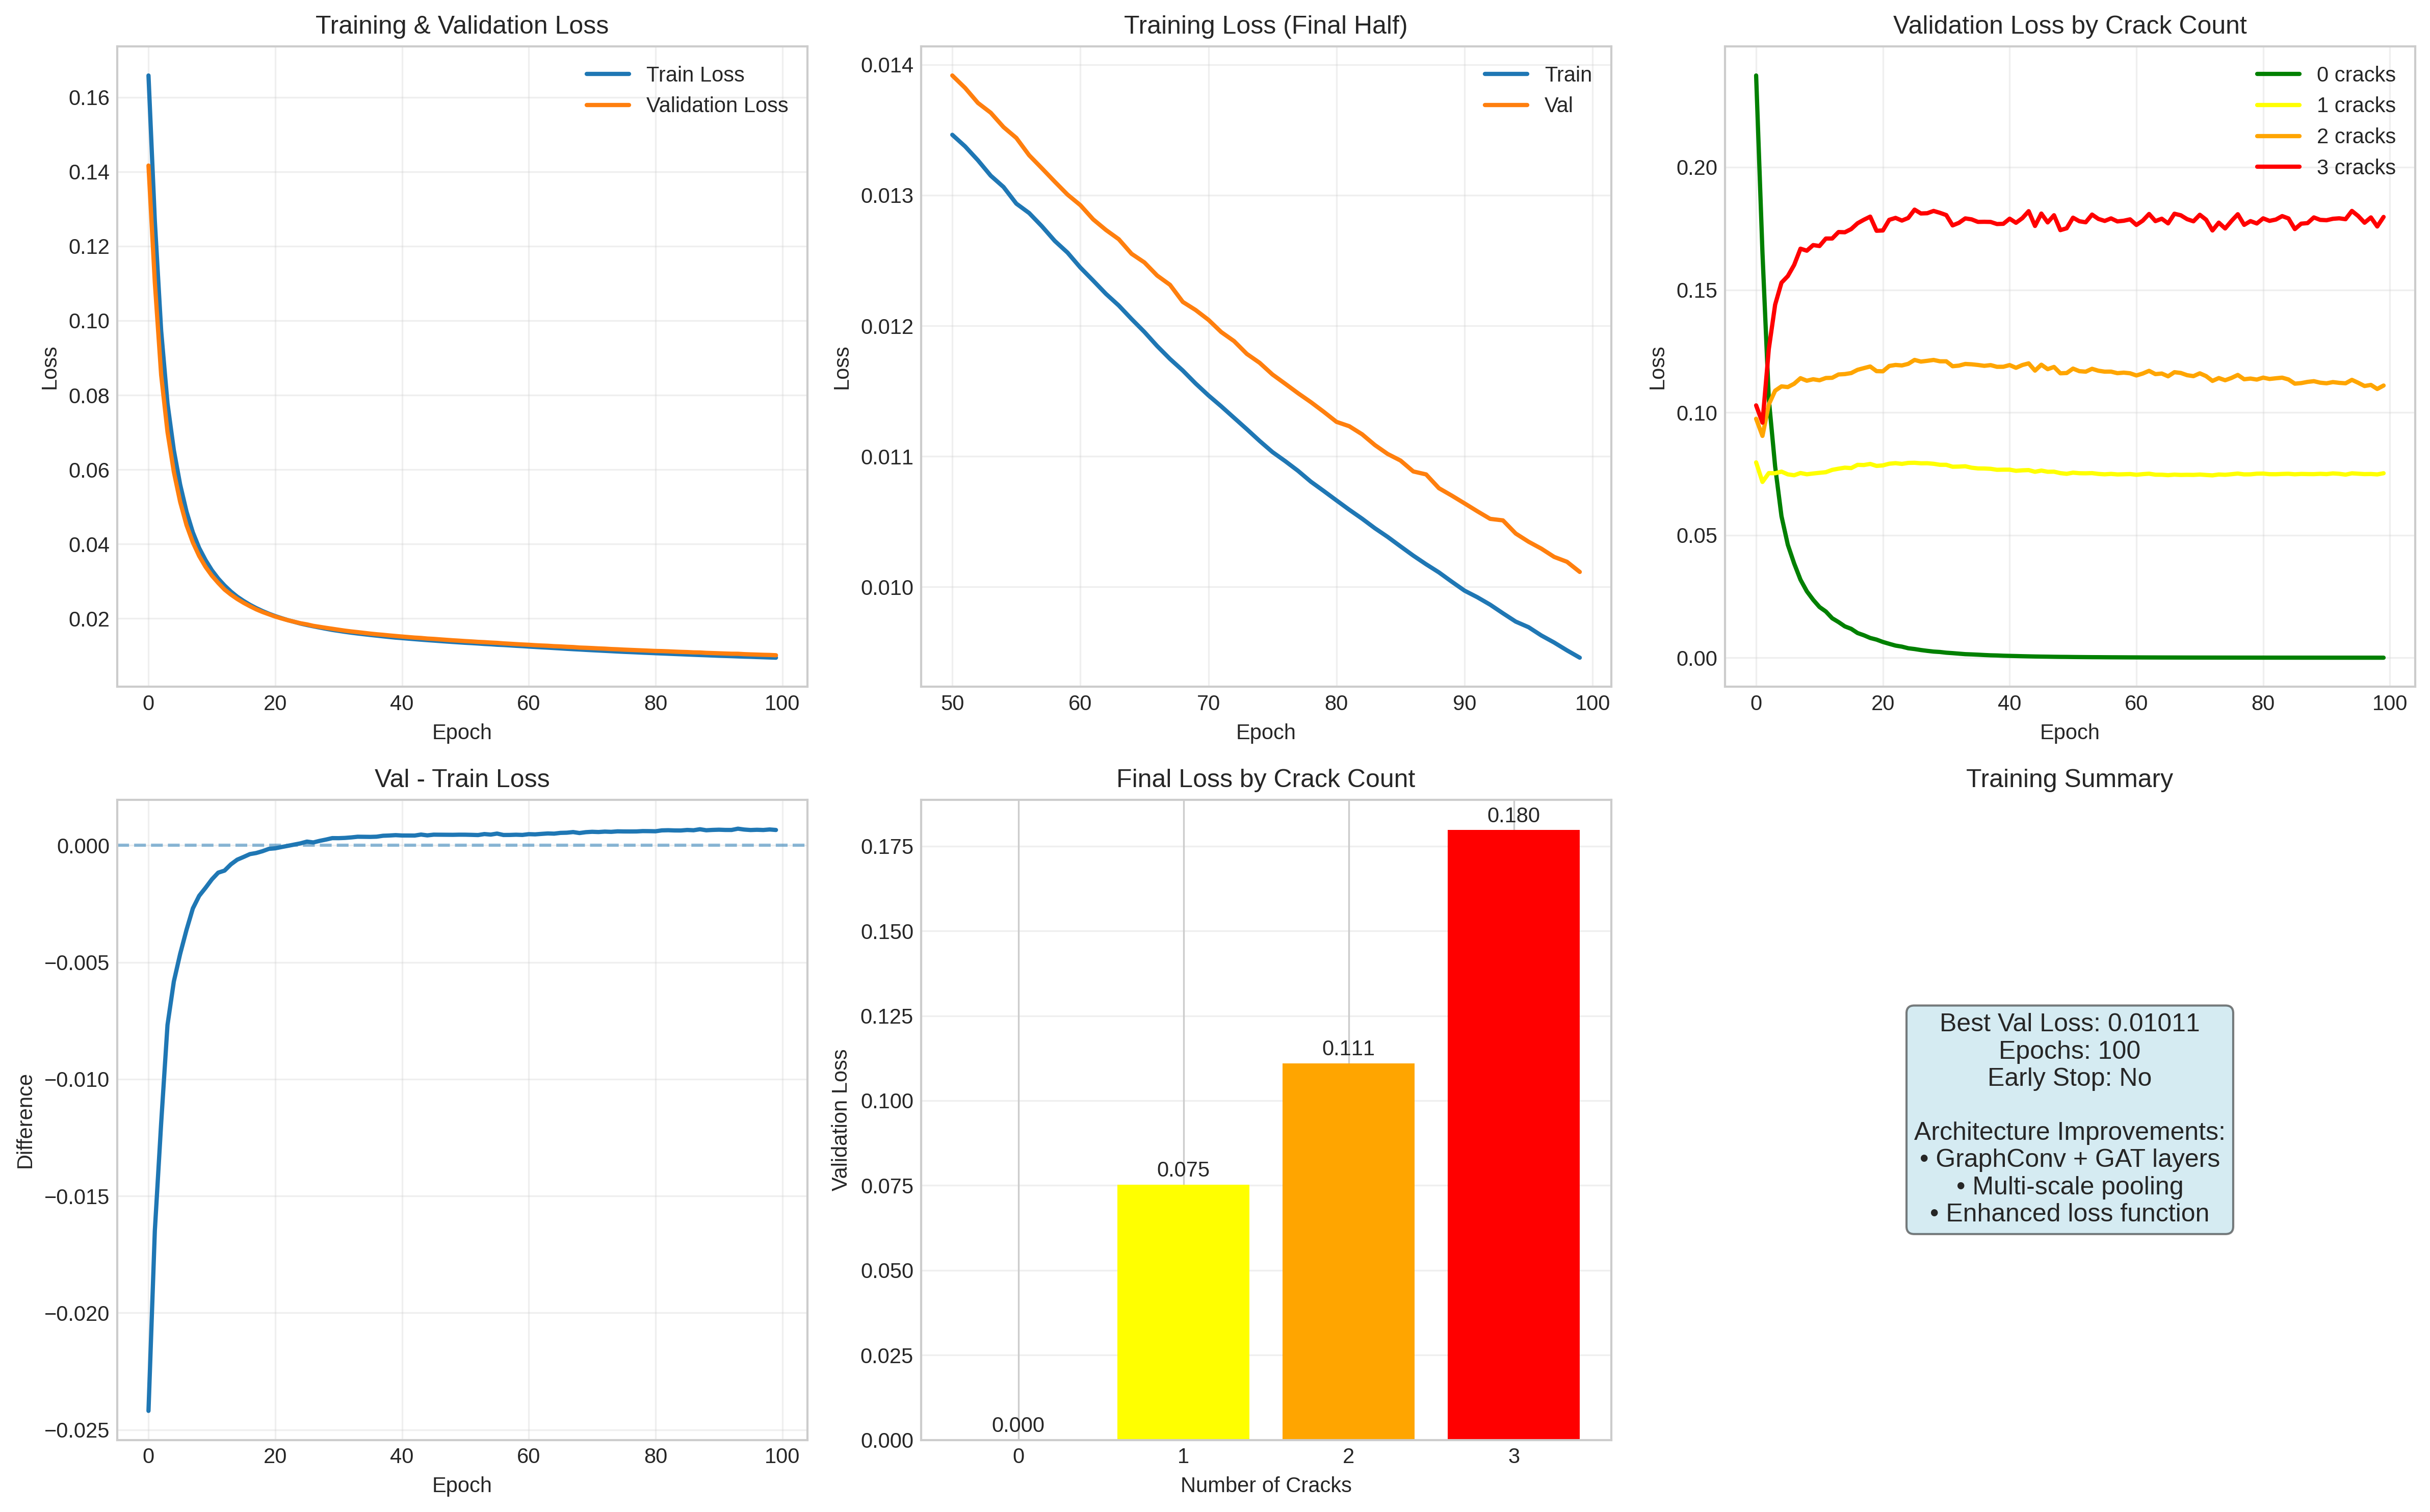 Training & Validation Loss
Train Loss
Validation Loss
0.16
0.14
0.12
0.10
0.08
0.06
0.04
0.02
Loss
0
20
40
60
80
100
Epoch
Training Loss (Final Half)
Train
Val
0.014
0.013
0.012
0.011
0.010
Loss
50
60
70
80
90
100
Epoch
Validation Loss by Crack Count
0 cracks
1 cracks
2 cracks
3 cracks
0.20
0.15
0.10
0.05
0.00
Loss
0
20
40
60
80
100
Epoch
Val - Train Loss
0.000
−0.005
−0.010
−0.015
−0.020
−0.025
Difference
0
20
40
60
80
100
Epoch
Final Loss by Crack Count
0.175
0.150
0.125
0.100
0.075
0.050
0.025
0.000
Validation Loss
0.000
0.075
0.111
0.180
0
1
2
3
Number of Cracks
Training Summary
Best Val Loss: 0.01011
Epochs: 100
Early Stop: No
Architecture Improvements:
• GraphConv + GAT layers
• Multi-scale pooling
• Enhanced loss function